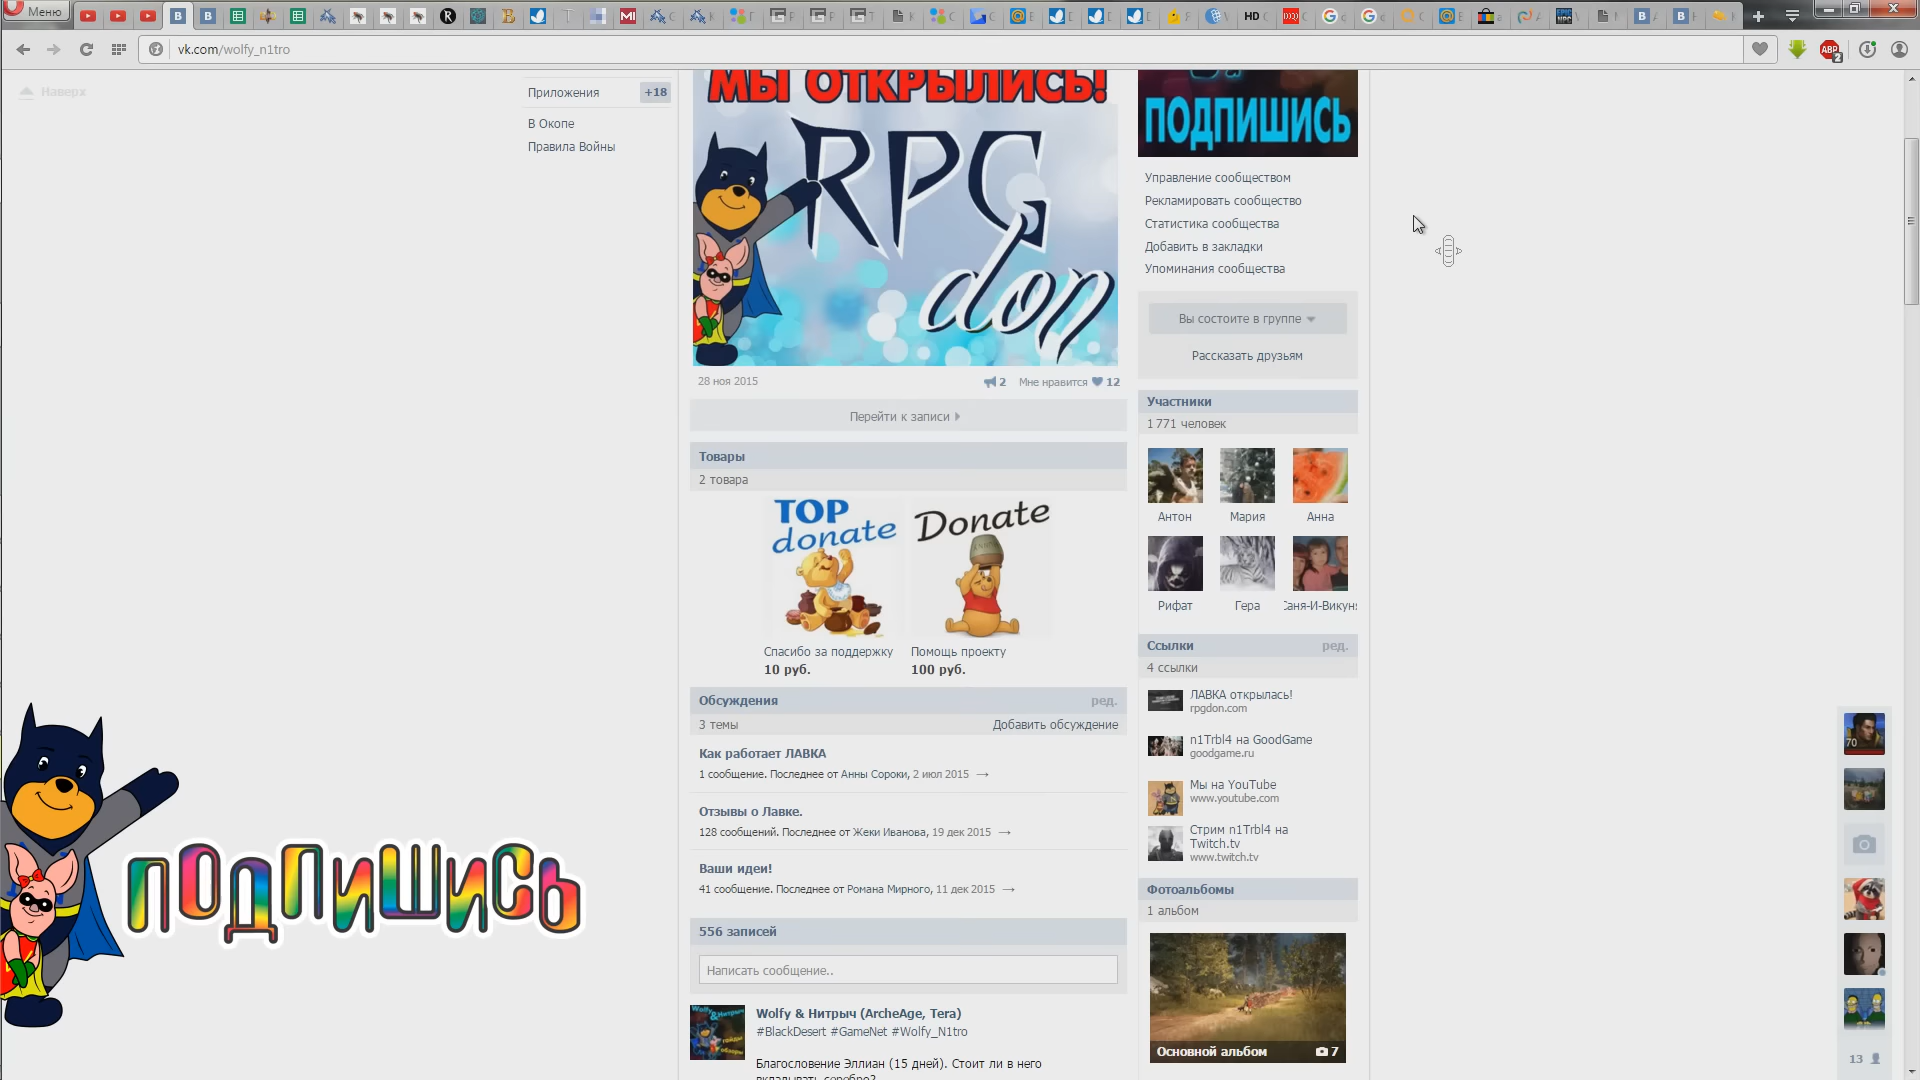 Меню
vk.com/wolfy_n1tro
Наверх
Приложения +18
В Окопе
Правила Войны
МЫ ОТКРЫЛИСЬ!
RPG
don
28 ноя 2015
2 Мне нравится 12
Перейти к записи
Товары
2 товара
TOP
donate
Donate
Спасибо за поддержку
10 руб.
Помощь проекту
100 руб.
Обсуждения ред.
3 темы Добавить обсуждение
Как работает ЛАВКА
1 сообщение. Последнее от Анны Сороки, 2 июл 2015 →
Отзывы о Лавке.
128 сообщений. Последнее от Жеки Иванова, 19 дек 2015 →
Ваши идеи!
41 сообщение. Последнее от Романа Мирного, 11 дек 2015 →
556 записей
Написать сообщение..
Wolfy & Нитрыч (ArcheAge, Tera)
#BlackDesert #GameNet #Wolfy_N1tro
Благословение Эллиан (15 дней). Стоит ли в него
вкладывать серебро?
ПОДПИШИСЬ
Управление сообществом
Рекламировать сообщество
Статистика сообщества
Добавить в закладки
Упоминания сообщества
Вы состоите в группе
Рассказать друзьям
Участники
1 771 человек
Антон Мария Анна
Рифат Гера Саня-И-Викуня
Ссылки ред.
4 ссылки
ЛАВКА открылась!
rpgdon.com
n1Trbl4 на GoodGame
goodgame.ru
Мы на YouTube
www.youtube.com
Стрим n1Trbl4 на
Twitch.tv
www.twitch.tv
Фотоальбомы
1 альбом
Основной альбом 7
70
13
ПОДПИШИСЬ